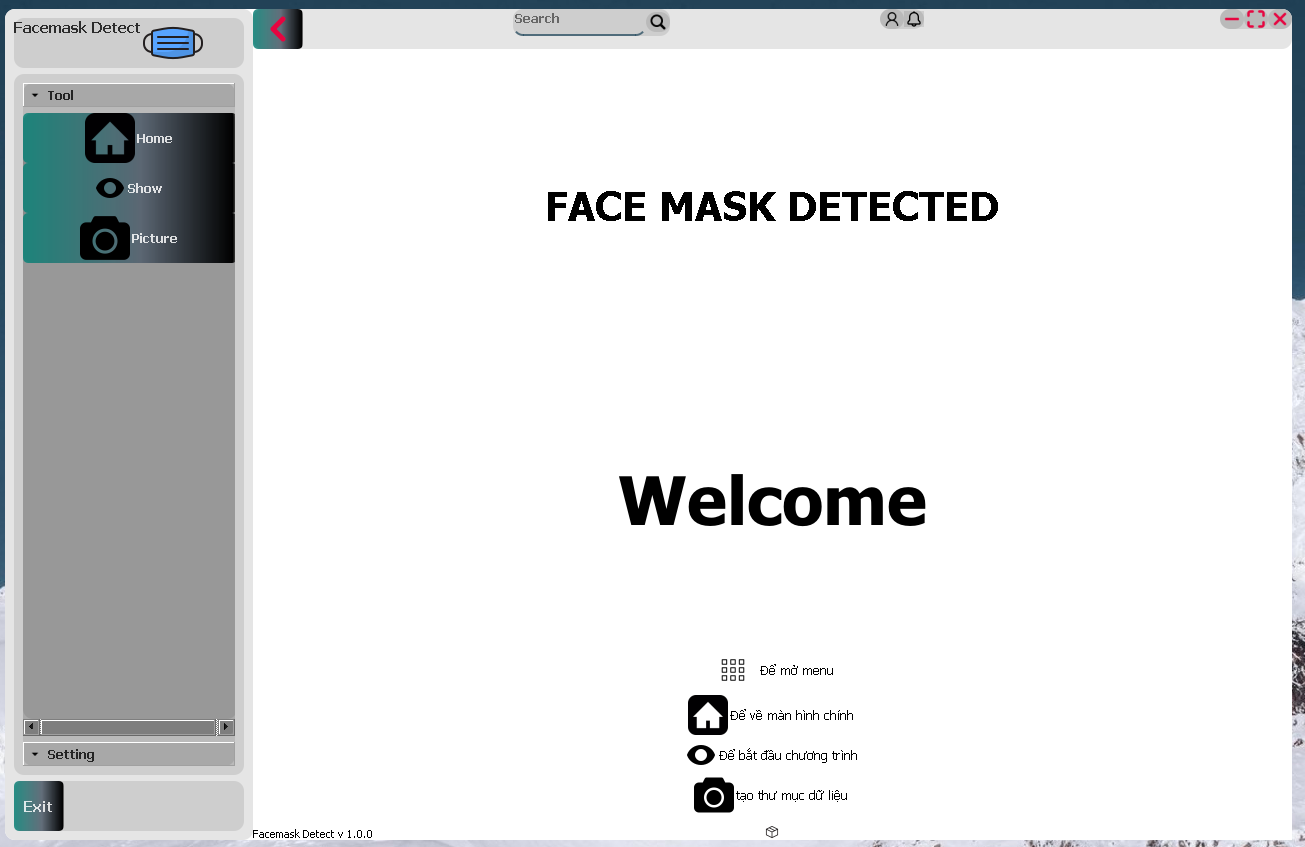 Facemask Detect
Search
Tool
Home
Show
Picture
Setting
Exit
FACE MASK DETECTED
Welcome
Để mở menu
Để về màn hình chính
Để bắt đầu chương trình
tạo thư mục dữ liệu
Facemask Detect v 1.0.0